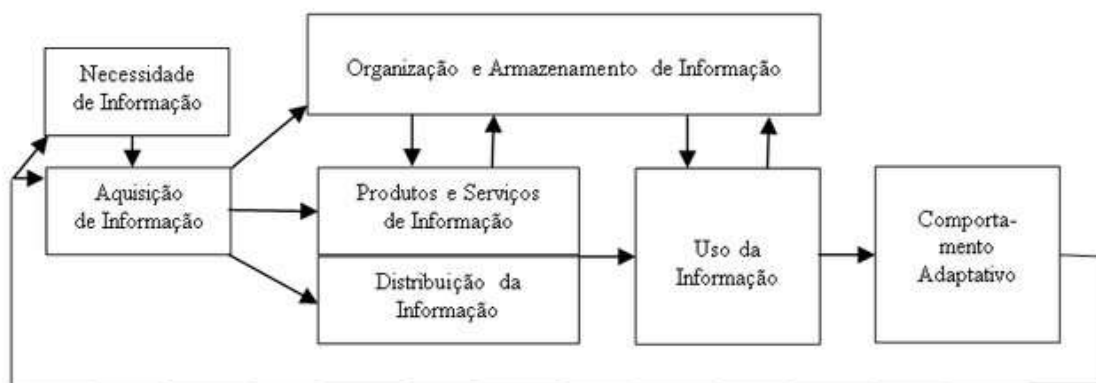 Necessidade
de Informação
Organização e Armazenamento de Informação
Aquisição
de Informação
Produtos e Serviços
de Informação
Distribuição da
Informação
Uso da
Informação
Comporta-
mento
Adaptativo